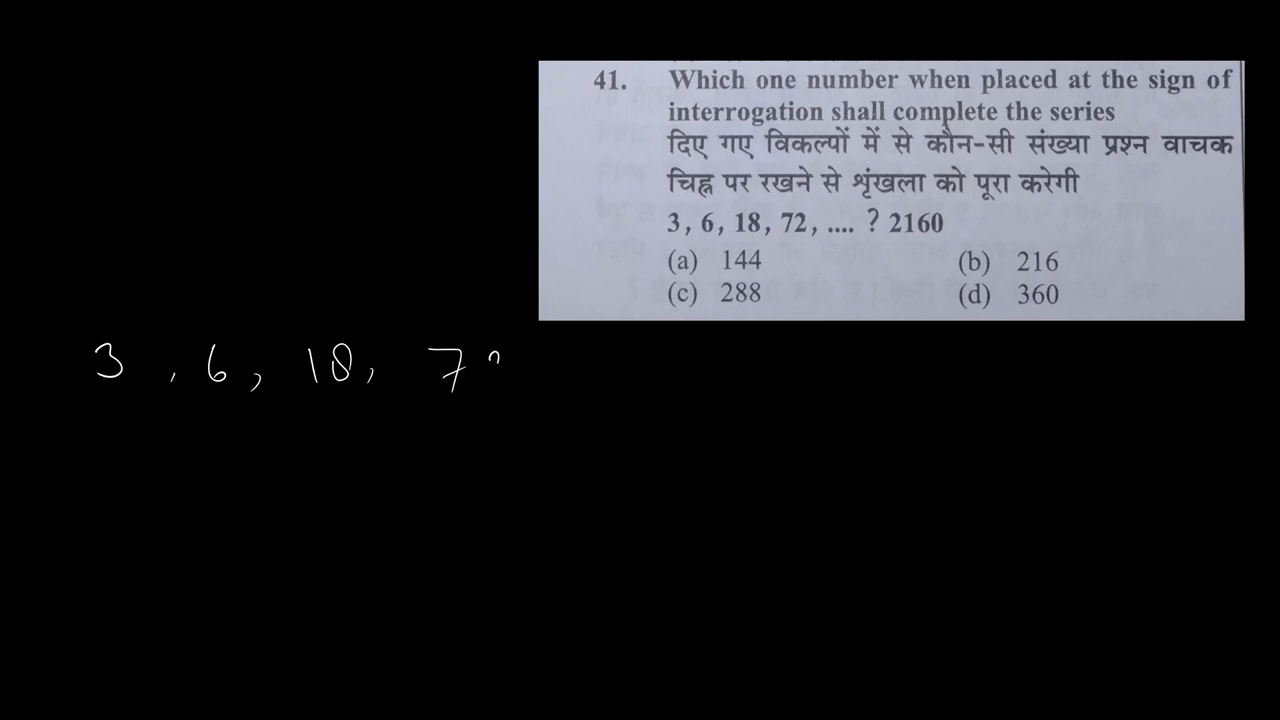 41. Which one number when placed at the sign of
interrogation shall complete the series
दिए गए विकल्पों में से कौन-सी संख्या प्रश्न वाचक
चिह्न पर रखने से शृंखला को पूरा करेगी
3, 6, 18, 72, .... ? 2160
(a) 144 (b) 216
(c) 288 (d) 360
3 , 6, 18, 7